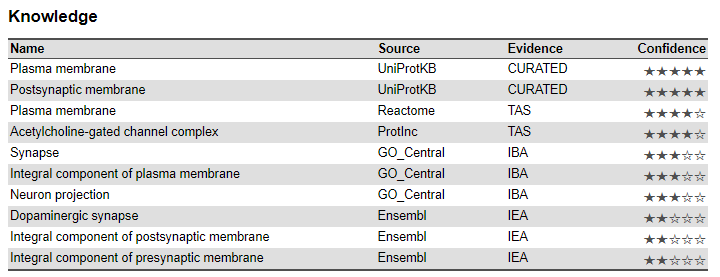 Knowledge
Name Source Evidence Confidence
Plasma membrane UniProtKB CURATED ★★★★★
Postsynaptic membrane UniProtKB CURATED ★★★★★
Plasma membrane Reactome TAS ★★★★☆
Acetylcholine-gated channel complex ProtInc TAS ★★★★☆
Synapse GO_Central IBA ★★★☆☆
Integral component of plasma membrane GO_Central IBA ★★★☆☆
Neuron projection GO_Central IBA ★★★☆☆
Dopaminergic synapse Ensembl IEA ★★☆☆☆
Integral component of postsynaptic membrane Ensembl IEA ★★☆☆☆
Integral component of presynaptic membrane Ensembl IEA ★★☆☆☆